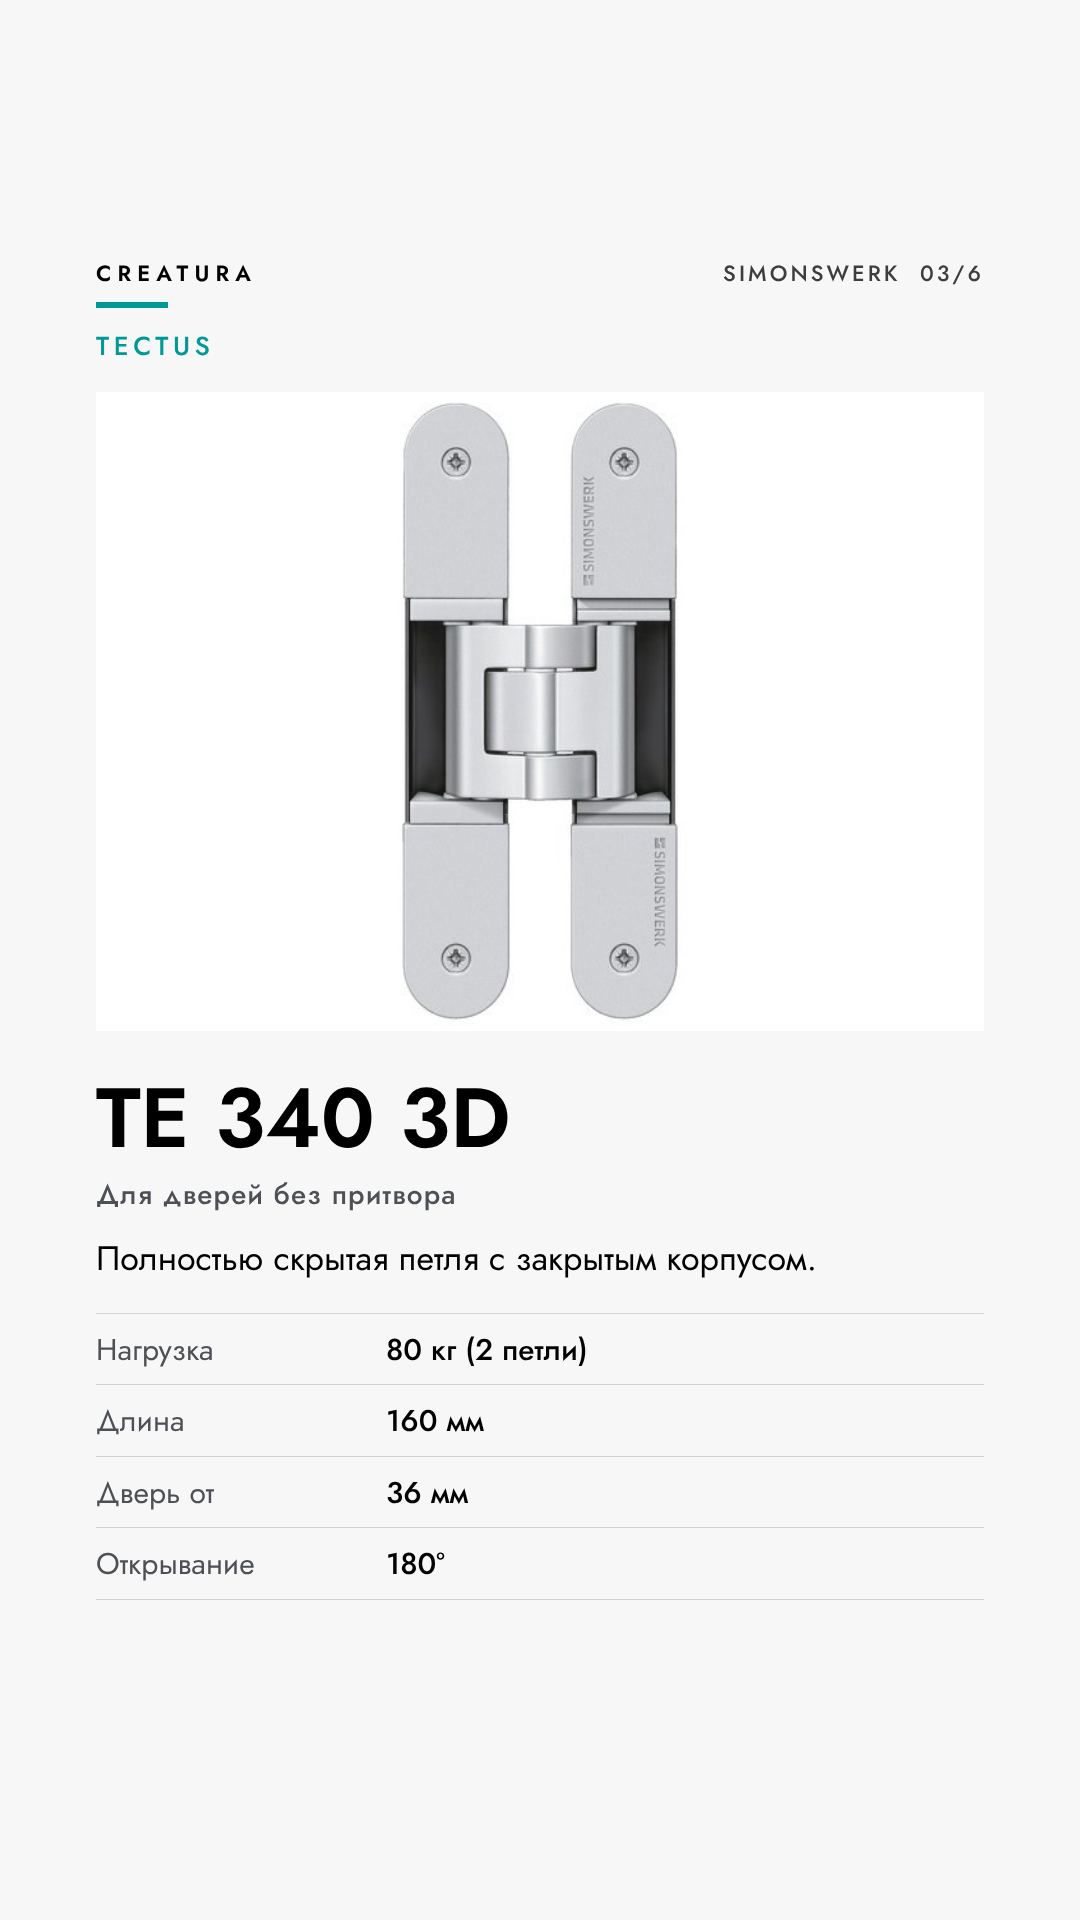 CREATURA
SIMONSWERK 03/6
TECTUS
SIMONSWERK
SIMONSWERK
TE 340 3D
Для дверей без притвора
Полностью скрытая петля с закрытым корпусом.
Нагрузка 80 кг (2 петли)
Длина 160 мм
Дверь от 36 мм
Открывание 180°